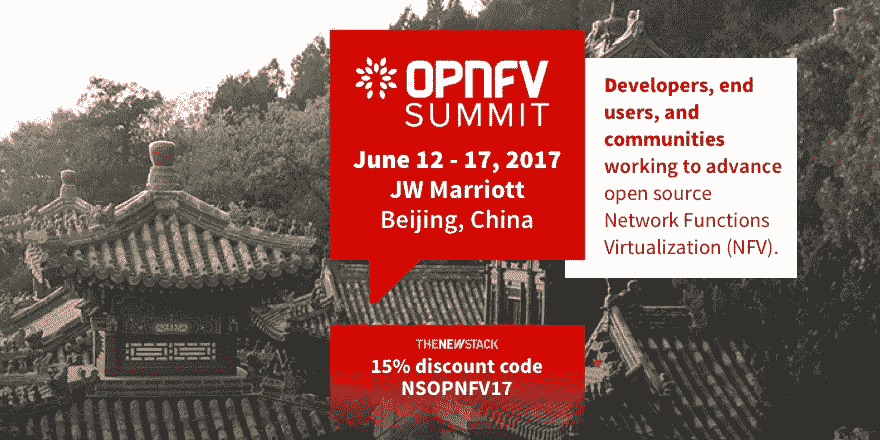 OPNFV
SUMMIT
June 12 - 17, 2017
JW Marriott
Beijing, China
Developers, end
users, and
communities
working to advance
open source
Network Functions
Virtualization (NFV).
THENEWSTACK
15% discount code
NSOPNFV17